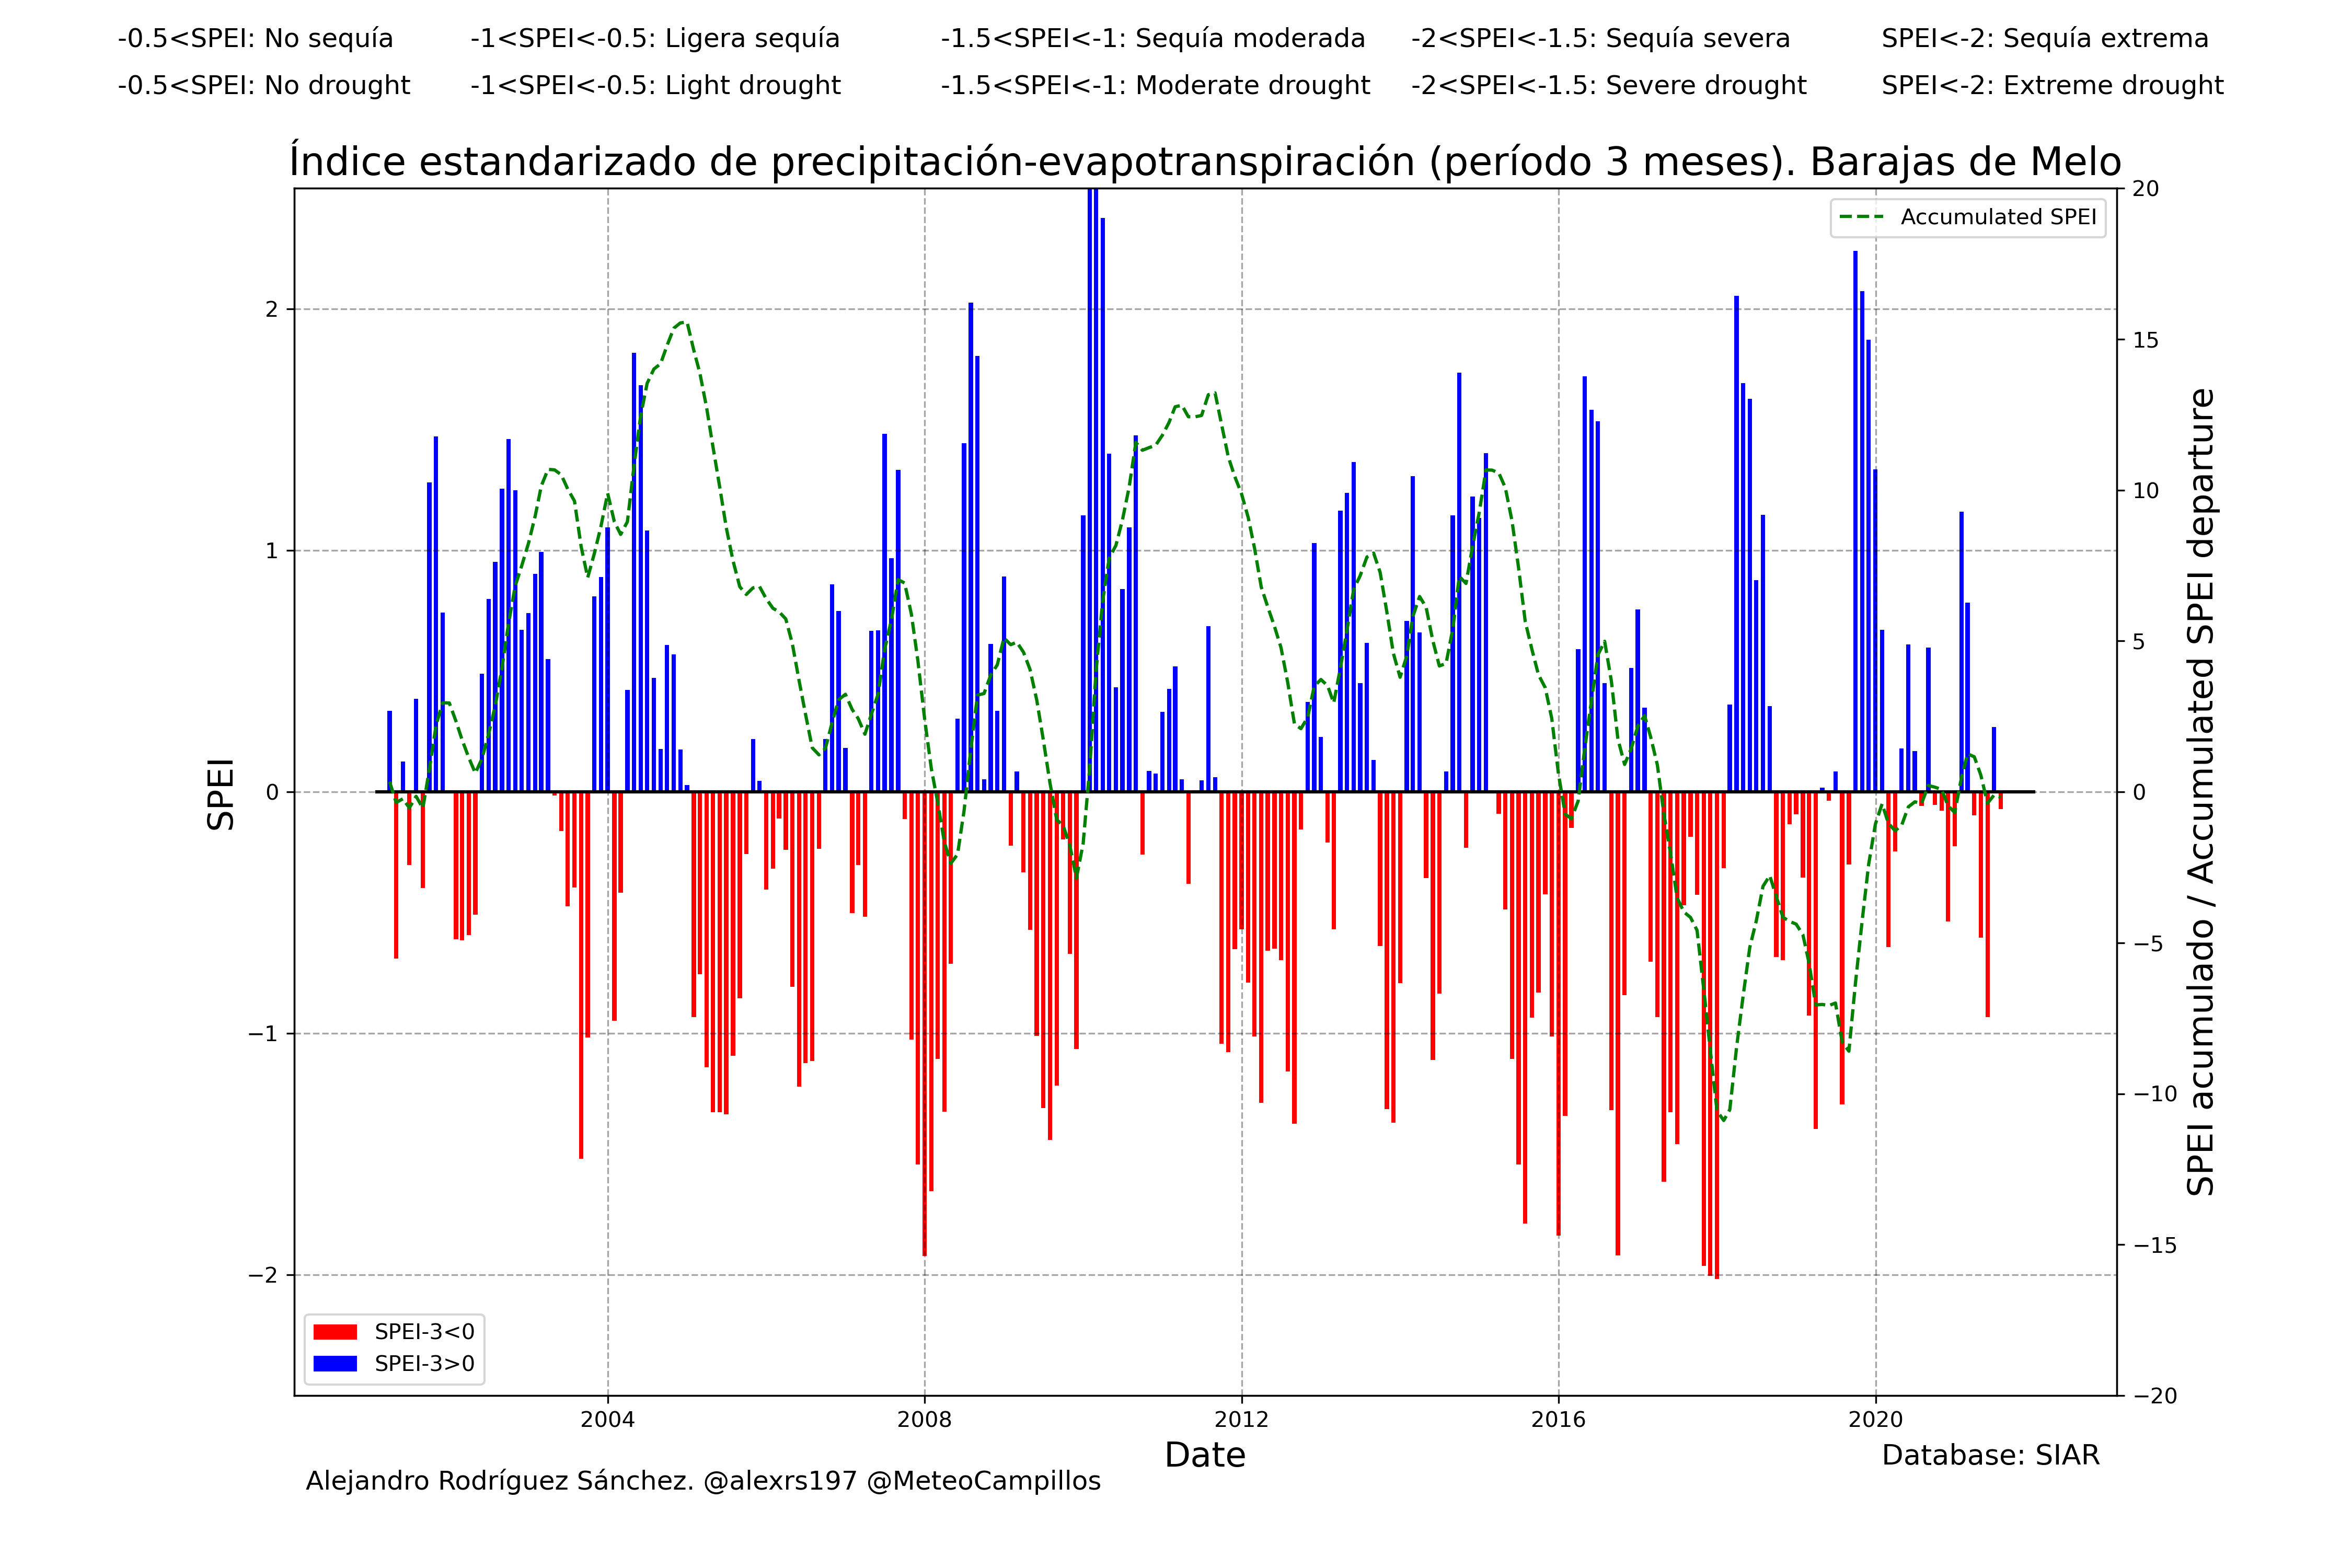 -0.5<SPEI: No sequía -1<SPEI<-0.5: Ligera sequía -1.5<SPEI<-1: Sequía moderada -2<SPEI<-1.5: Sequía severa SPEI<-2: Sequía extrema
-0.5<SPEI: No drought -1<SPEI<-0.5: Light drought -1.5<SPEI<-1: Moderate drought -2<SPEI<-1.5: Severe drought SPEI<-2: Extreme drought
Índice estandarizado de precipitación-evapotranspiración (período 3 meses). Barajas de Melo
Accumulated SPEI
SPEI
2
1
0
−1
−2
20
15
10
5
0
−5
−10
−15
−20
SPEI acumulado / Accumulated SPEI departure
SPEI-3<0
SPEI-3>0
2004 2008 2012 2016 2020
Date
Database: SIAR
Alejandro Rodríguez Sánchez. @alexrs197 @MeteoCampillos